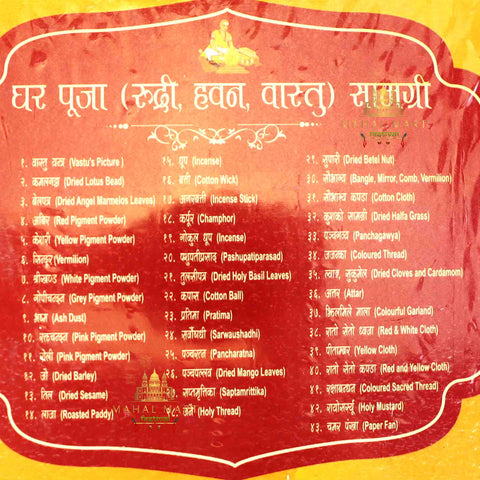 घर पूजा (रुद्री, हवन, वास्तु) सामग्री
१. वास्तु वस्त्र (Vastu's Picture)
२. कमलगट्टा (Dried Lotus Bead)
३. बेलपत्र (Dried Angel Marmelos Leaves)
४. अबिर (Red Pigment Powder)
५. केशरी (Yellow Pigment Powder)
६. सिन्दूर (Vermilion)
७. श्रीखण्ड (White Pigment Powder)
८. गोपीचन्दन (Grey Pigment Powder)
९. भष्म (Ash Dust)
१०. रक्तचन्दन (Pink Pigment Powder)
११. रोली (Pink Pigment Powder)
१२. जौ (Dried Barley)
१३. तिल (Dried Sesame)
१४. लाजा (Roasted Paddy)
१५. धूप (Incense)
१६. बत्ती (Cotton Wick)
१७. अगरबत्ती (Incense Stick)
१८. कर्पूर (Champhor)
१९. गोकुल धूप (Incense)
२०. पशुपतीप्रसाद (Pashupatiparasad)
२१. तुलसीपत्र (Dried Holy Basil Leaves)
२२. कपास (Cotton Ball)
२३. प्रतिमा (Pratima)
२४. सर्वोषधी (Sarwaushadhi)
२५. पञ्चरत्न (Pancharatna)
२६. पञ्चपल्लव (Dried Mango Leaves)
२७. सप्तमृत्तिका (Saptamrittika)
२८. जनै (Holy Thread)
२९. सुपारी (Dried Betel Nut)
३०. सौभाग्य (Bangle, Mirror, Comb, Vermilion)
३१. सौभाग्य कपडा (Cotton Cloth)
३२. कुशको सामग्री (Dried Halfa Grass)
३३. पञ्चगव्य (Panchagawya)
३४. (Coloured Thread)
३५. ल्वाङ, सुकुमेल (Dried Cloves and Cardamom)
३६. अत्तर (Attar)
३७. झिलमिले माला (Colourful Garland)
३८. रातो सेतो ध्वजा (Red & White Cloth)
३९. पीताम्बर (Yellow Cloth)
४०. रातो सेतो कपडा (Red and Yellow Cloth)
४१. रक्षाबन्धन (Coloured Sacred Thread)
४२. रायोसर्स्यू (Holy Mustard)
४३. चमर पंखा (Paper Fan)